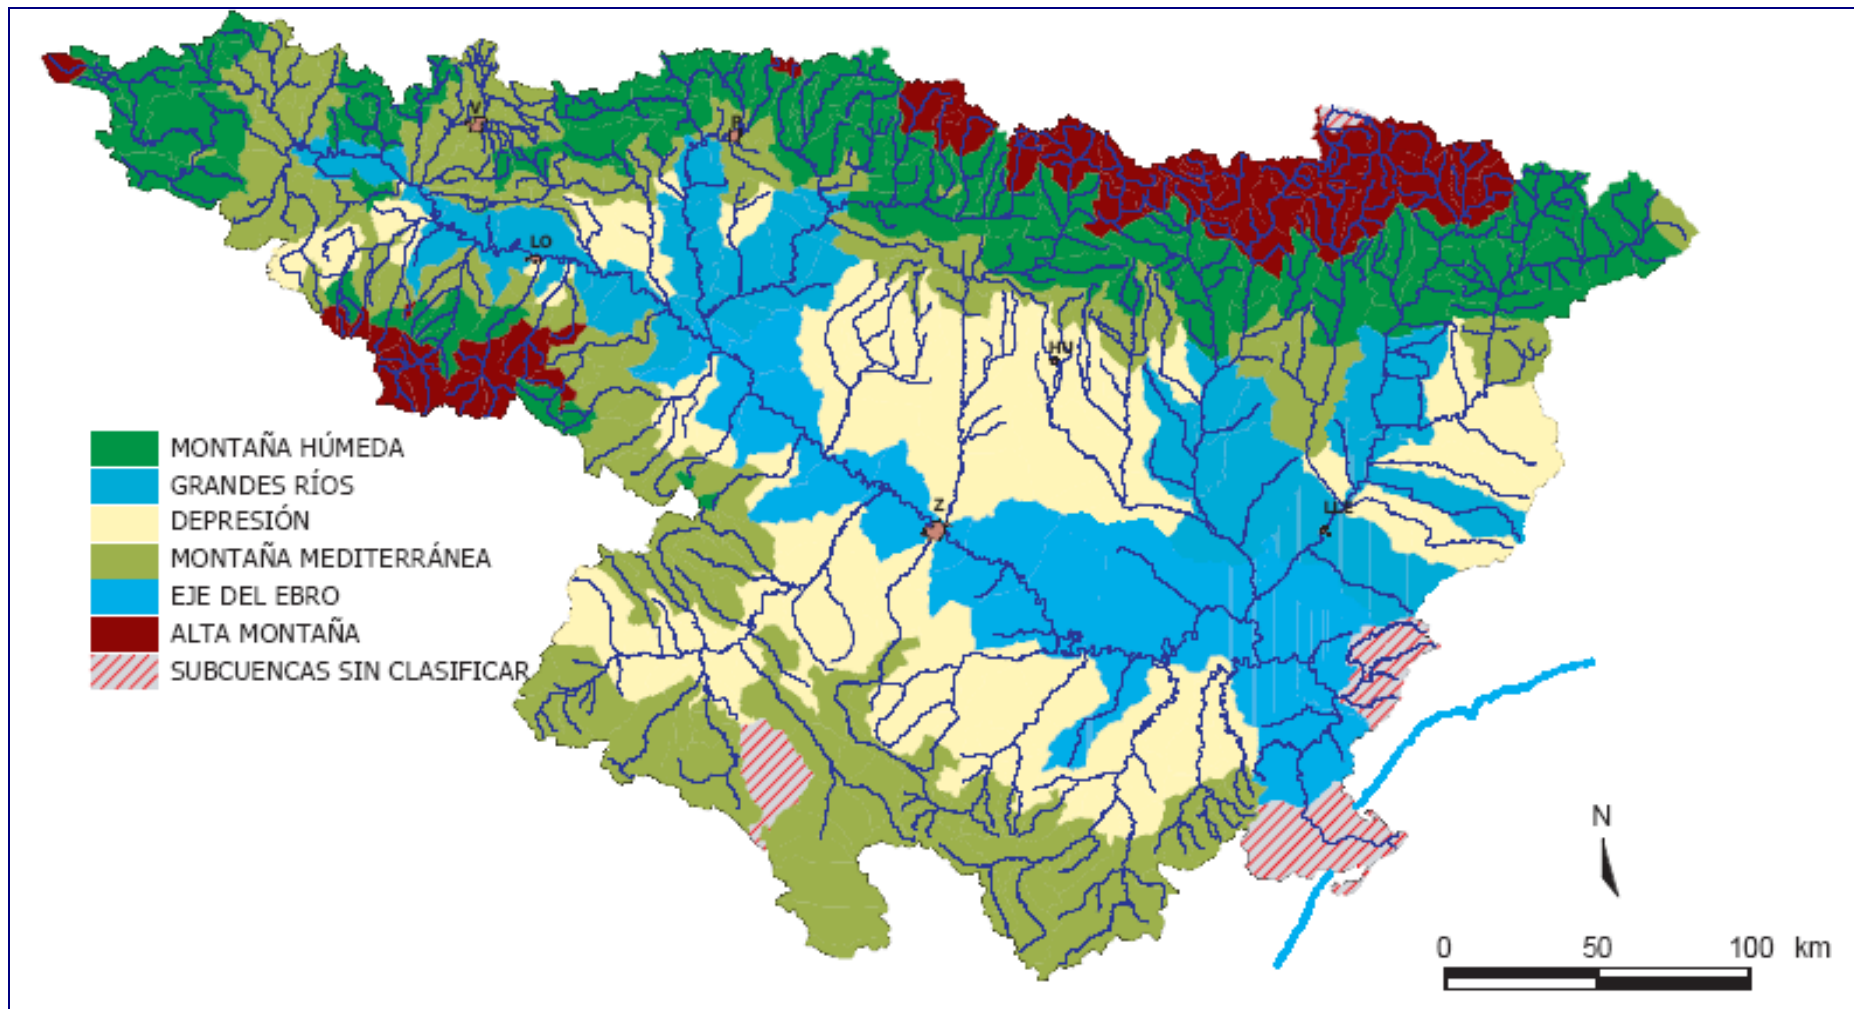 V
P
LO
HU
Z
LLE
MONTAÑA HÚMEDA
GRANDES RÍOS
DEPRESIÓN
MONTAÑA MEDITERRÁNEA
EJE DEL EBRO
ALTA MONTAÑA
SUBCUENCAS SIN CLASIFICAR
N
0 50 100 km